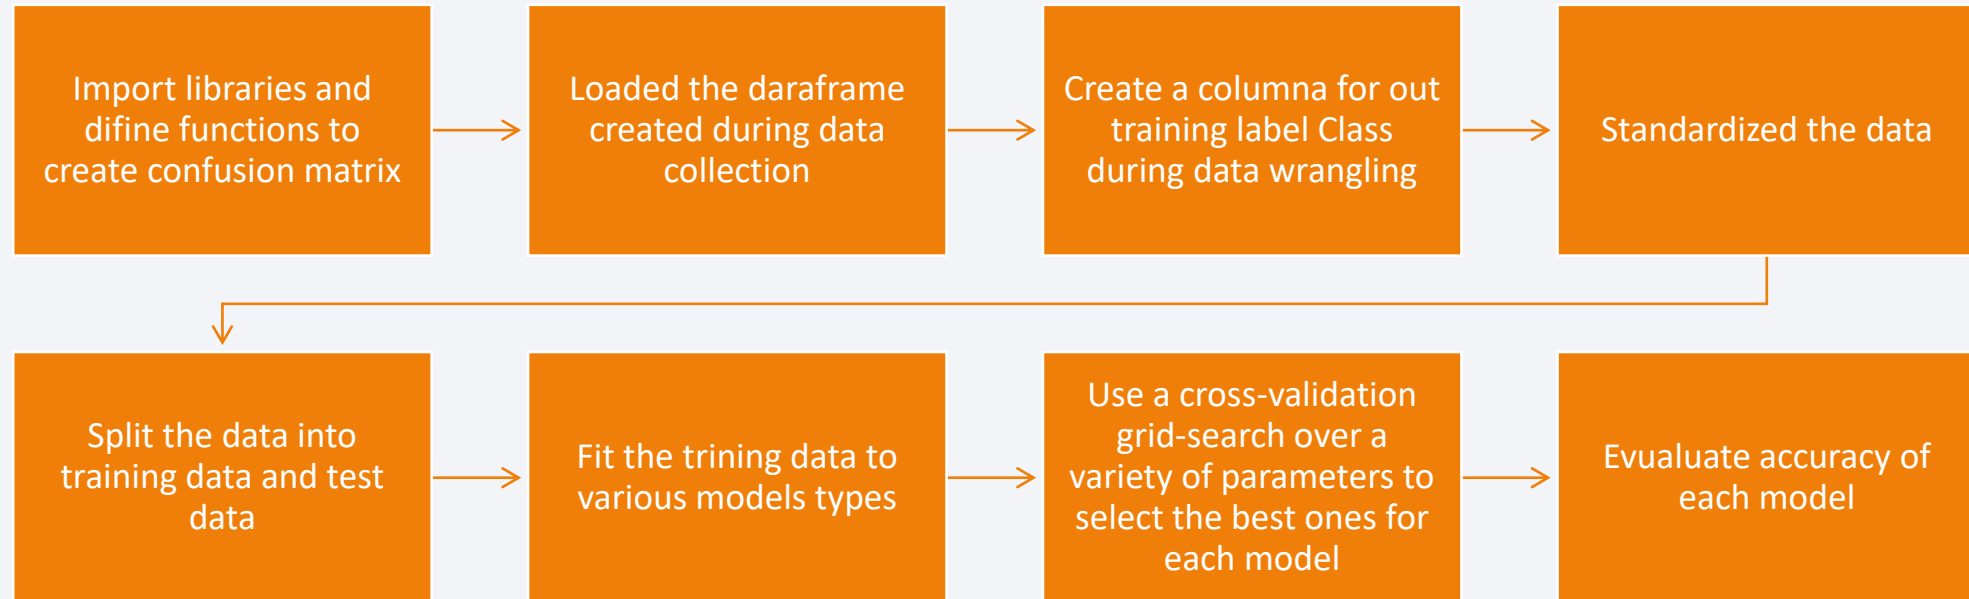 Import libraries and
difine functions to
create confusion matrix
Loaded the daraframe
created during data
collection
Create a columna for out
training label Class
during data wrangling
Standardized the data
Split the data into
training data and test
data
Fit the trining data to
various models types
Use a cross-validation
grid-search over a
variety of parameters to
select the best ones for
each model
Evualuate accuracy of
each model